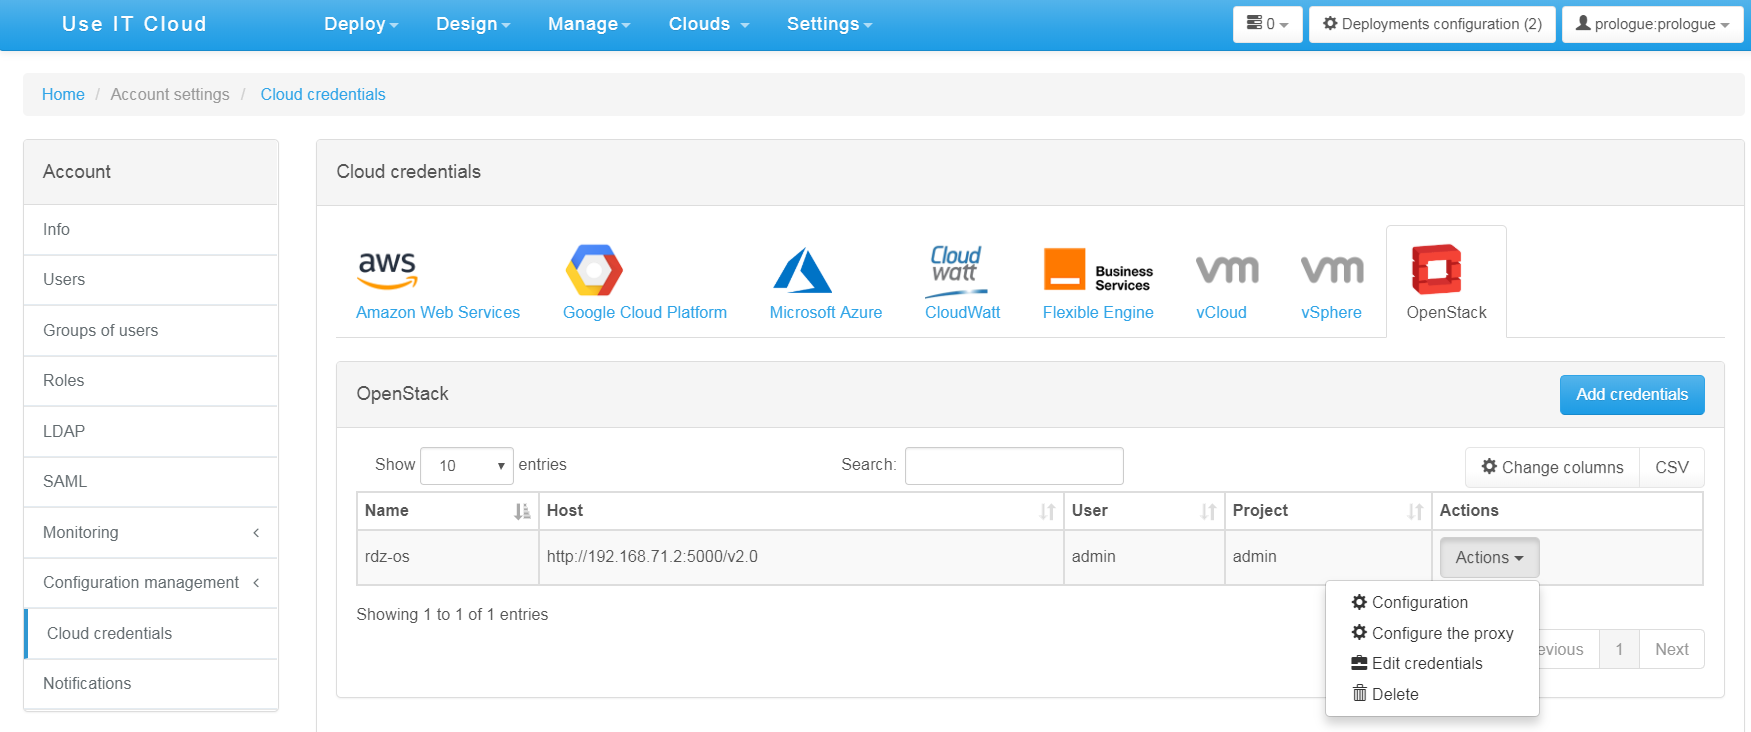 Use IT Cloud
Deploy
Design
Manage
Clouds
Settings
0
Deployments configuration (2)
prologue:prologue
Home / Account settings / Cloud credentials
Account
Info
Users
Groups of users
Roles
LDAP
SAML
Monitoring
Configuration management
Cloud credentials
Notifications
Cloud credentials
aws
Amazon Web Services
Google Cloud Platform
Microsoft Azure
Cloud
watt
CloudWatt
Business
Services
Flexible Engine
vm
vCloud
vm
vSphere
OpenStack
OpenStack
Add credentials
Show 10 entries
Search:
Change columns
CSV
Name Host User Project Actions
rdz-os http://192.168.71.2:5000/v2.0 admin admin Actions
Showing 1 to 1 of 1 entries
Configuration
Configure the proxy
Edit credentials
Delete
evious 1 Next